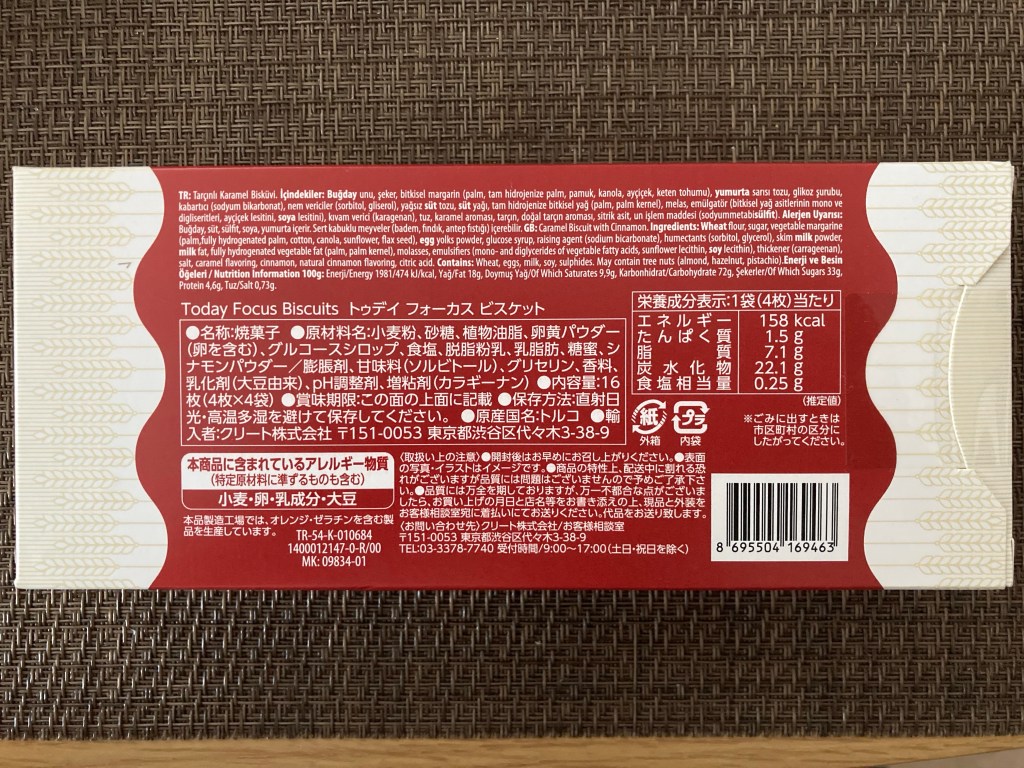 TR: Tarçınlı Karamel Bisküvi. İçindekiler: Buğday unu, şeker, bitkisel margarin (palm, tam hidrojenize palm, pamuk, kanola, ayçiçek, keten tohumu), yumurta sarısı tozu, glikoz şurubu,
kabartıcı (sodyum bikarbonat), nem vericiler (sorbitol, gliserol), yağsız süt tozu, süt yağı, tam hidrojenize bitkisel yağ (palm, palm kernel), melas, emülgatör (bitkisel yağ asitlerinin mono ve
digliseritleri, ayçiçek lesitini, soya lesitini), kıvam verici (karagenan), tuz, karamel aroması, tarçın, doğal tarçın aroması, sitrik asit, un işlem maddesi (sodyummetabisülfit). Alerjen Uyarısı:
Buğday, süt, sülfit, soya, yumurta içerir. Sert kabuklu meyveler (badem, fındık, antep fıstığı) içerebilir. GB: Caramel Biscuit with Cinnamon. Ingredients: Wheat flour, sugar, vegetable margarine
(palm,fully hydrogenated palm, cotton, canola, sunflower, flax seed), egg yolks powder, glucose syrup, raising agent (sodium bicarbonate), humectants (sorbitol, glycerol), skim milk powder,
milk fat, fully hydrogenated vegetable fat (palm, palm kernel), molasses, emulsifiers (mono- and diglycerides of vegetable fatty acids, sunflower lecithin, soy lecithin), thickener (carrageenan),
salt, caramel flavoring, cinnamon, natural cinnamon flavoring, citric acid. Contains: Wheat, eggs, milk, soy, sulphides. May contain tree nuts (almond, hazelnut, pistachio).Enerji ve Besin
Öğeleri / Nutrition Information 100g: Enerji/Energy 1981/474 kJ/kcal, Yağ/Fat 18g, Doymuş Yağ/Of Which Saturates 9,9g, Karbonhidrat/Carbohydrate 72g, Şekerler/Of Which Sugars 33g,
Protein 4,6g, Tuz/Salt 0,73g.
Today Focus Biscuits トゥデイ フォーカス ビスケット
●名称:焼菓子 ●原材料名:小麦粉、砂糖、植物油脂、卵黄パウダー
(卵を含む)、グルコースシロップ、食塩、脱脂粉乳、乳脂肪、糖蜜、シ
ナモンパウダー/膨脹剤、甘味料(ソルビトール)、グリセリン、香料、
乳化剤(大豆由来)、pH調整剤、増粘剤(カラギーナン) ●内容量:16
枚(4枚×4袋) ●賞味期限:この面の上面に記載 ●保存方法:直射日
光・高温多湿を避けて保存してください。 ●原産国名:トルコ ●輸
入者:クリート株式会社 〒151-0053 東京都渋谷区代々木3-38-9
栄養成分表示:1袋(4枚)当たり
エネルギー 158 kcal
たんぱく質 1.5 g
脂質 7.1 g
炭水化物 22.1 g
食塩相当量 0.25 g
(推定値)
紙 プラ
外箱 内袋
※ごみに出すときは
市区町村の区分に
したがってください。
本商品に含まれているアレルギー物質
(特定原材料に準ずるものも含む)
小麦・卵・乳成分・大豆
本品製造工場では、オレンジ・ゼラチンを含む製
品を生産しています。
TR-54-K-010684
1400012147-0-R/00
MK: 09834-01
〈取扱い上の注意〉●開封後はお早めにお召し上がりください。●表面
の写真・イラストはイメージです。●商品の特性上、配送中に割れる恐
れがございますが品質には問題はございませんので予めご了承下さ
い。●品質には万全を期しておりますが、万一不都合な点がございま
したら、お買い上げの月日と店名等をお書き添えの上、現品と外装を
お客様相談室宛に着払いにてお送りください。代品をお送り致します。
〈お問い合わせ先〉クリート株式会社/お客様相談室
〒151-0053 東京都渋谷区代々木3-38-9
TEL:03-3378-7740 受付時間/9:00~17:00(土日・祝日を除く)
8 695504 169463